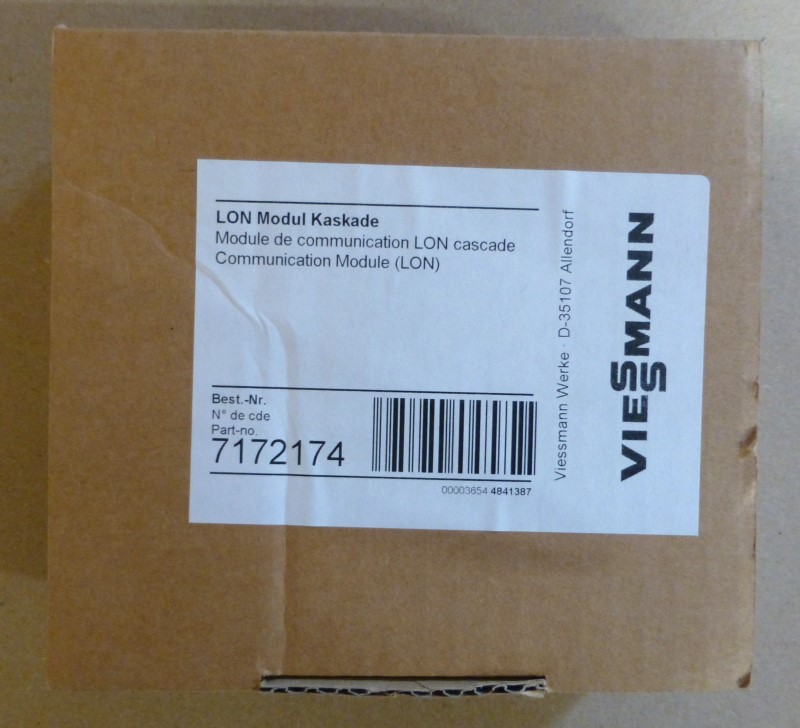 LON Modul Kaskade
Module de communication LON cascade
Communication Module (LON)
Best.-Nr.
N° de cde
Part-no.
7172174
00003654 4841387
Viessmann Werke · D-35107 Allendorf
VIESSMANN